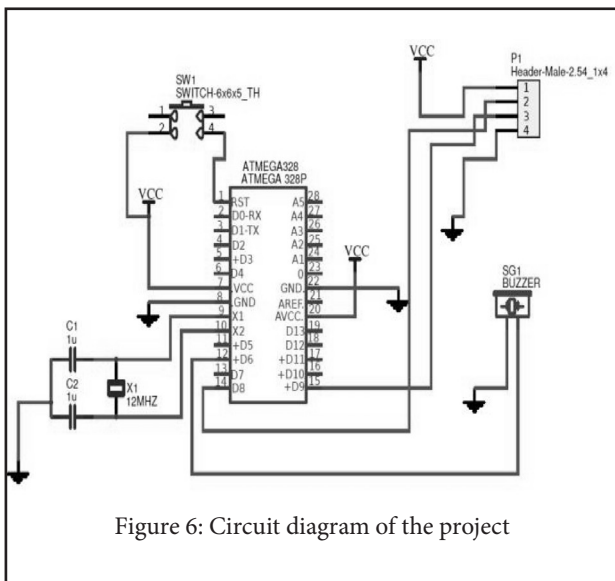 VCC
P1
Header-Male-2.54_1x4
1
2
3
4
SW1
SWITCH-6x6x5_TH
1
3
2
4
VCC
ATMEGA328
ATMEGA 328P
1 RST A5 28
2 D0-RX A4 27
3 D1-TX A3 26
4 D2 A2 25
5 +D3 A1 24
6 D4 0 23
7 .VCC GND. 22
8 .GND AREF. 21
9 X1 AVCC. 20
10 X2 D13 19
11 +D5 D12 18
12 +D6 +D11 17
13 D7 +D10 16
14 D8 +D9 15
VCC
SG1
BUZZER
C1
1u
C2
1u
X1
12MHZ
Figure 6: Circuit diagram of the project